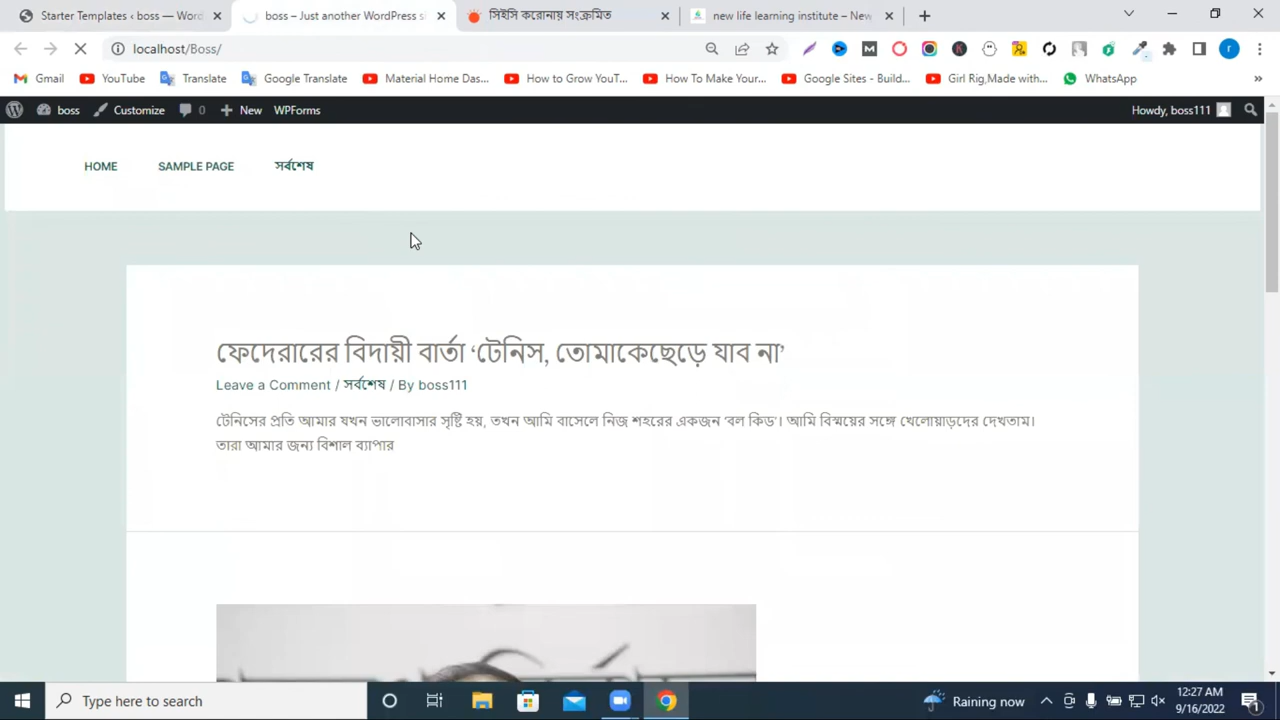 Starter Templates ‹ boss — Word
boss – Just another WordPress si
সিইসি করোনায় সংক্রমিত
new life learning institute – New
localhost/Boss/
Gmail
YouTube
Translate
Google Translate
Material Home Das...
How to Grow YouT...
How To Make Your...
Google Sites - Build...
Girl Rig,Made with...
WhatsApp
boss
Customize
0
New
WPForms
Howdy, boss111
HOME
SAMPLE PAGE
সর্বশেষ
ফেদেরারের বিদায়ী বার্তা ‘টেনিস, তোমাকেছেড়ে যাব না’
Leave a Comment / সর্বশেষ / By boss111
টেনিসের প্রতি আমার যখন ভালোবাসার সৃষ্টি হয়, তখন আমি বাসেলে নিজ শহরের একজন ‘বল কিড’। আমি বিস্ময়ের সঙ্গে খেলোয়াড়দের দেখতাম।
তারা আমার জন্য বিশাল ব্যাপার
Type here to search
Raining now
12:27 AM
9/16/2022
1